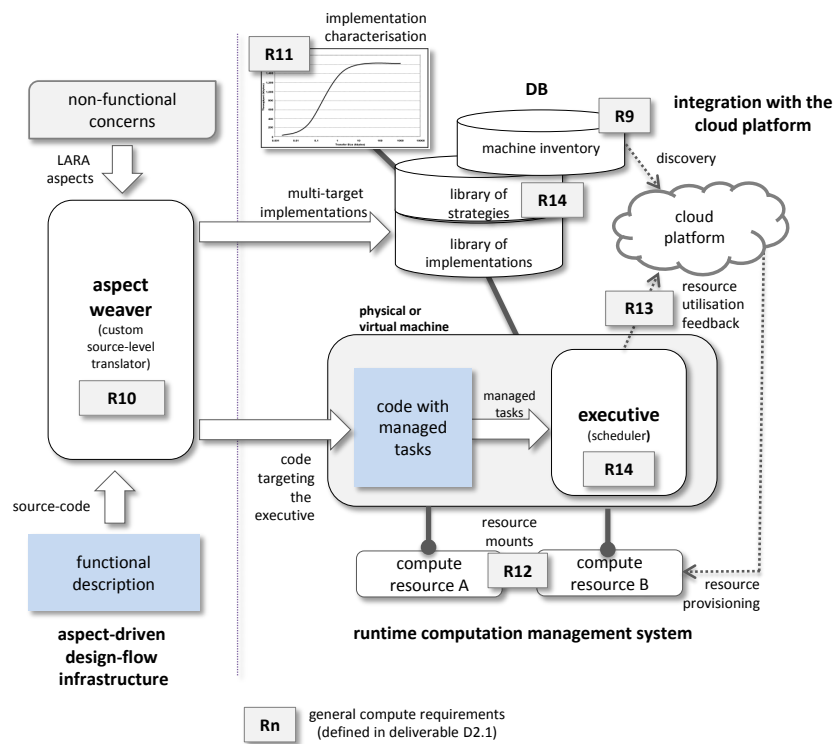 implementation
characterisation
R11
DB
R9
integration with the
cloud platform
non-functional
concerns
machine inventory
discovery
LARA
aspects
multi-target
implementations
library of
strategies
R14
cloud
platform
library of
implementations
aspect
weaver
(custom
source-level
translator)
R10
physical or
virtual machine
R13
resource
utilisation
feedback
code with
managed
tasks
managed
tasks
executive
(scheduler)
R14
code
targeting
the
executive
source-code
resource
mounts
functional
description
compute
resource A
R12
compute
resource B
resource
provisioning
runtime computation management system
aspect-driven
design-flow
infrastructure
Rn
general compute requirements
(defined in deliverable D2.1)